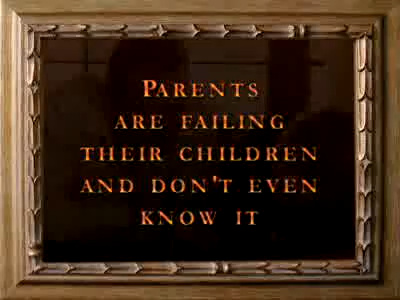 PARENTS
ARE FAILING
THEIR CHILDREN
AND DON'T EVEN
KNOW IT